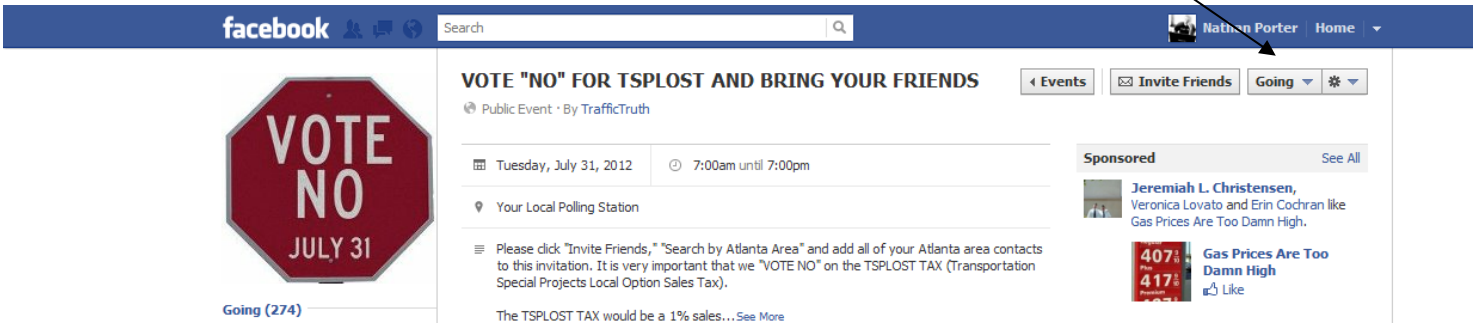 facebook
Search
Nathan Porter Home
VOTE "NO" FOR TSPLOST AND BRING YOUR FRIENDS
Events
Invite Friends
Going
Public Event · By TrafficTruth
VOTE
NO
JULY 31
Tuesday, July 31, 2012
7:00am until 7:00pm
Your Local Polling Station
Please click "Invite Friends," "Search by Atlanta Area" and add all of your Atlanta area contacts
to this invitation. It is very important that we "VOTE NO" on the TSPLOST TAX (Transportation
Special Projects Local Option Sales Tax).
The TSPLOST TAX would be a 1% sales...See More
Going (274)
Sponsored
See All
Jeremiah L. Christensen,
Veronica Lovato and Erin Cochran like
Gas Prices Are Too Damn High.
407
Plus
417
Premium
Gas Prices Are Too
Damn High
Like